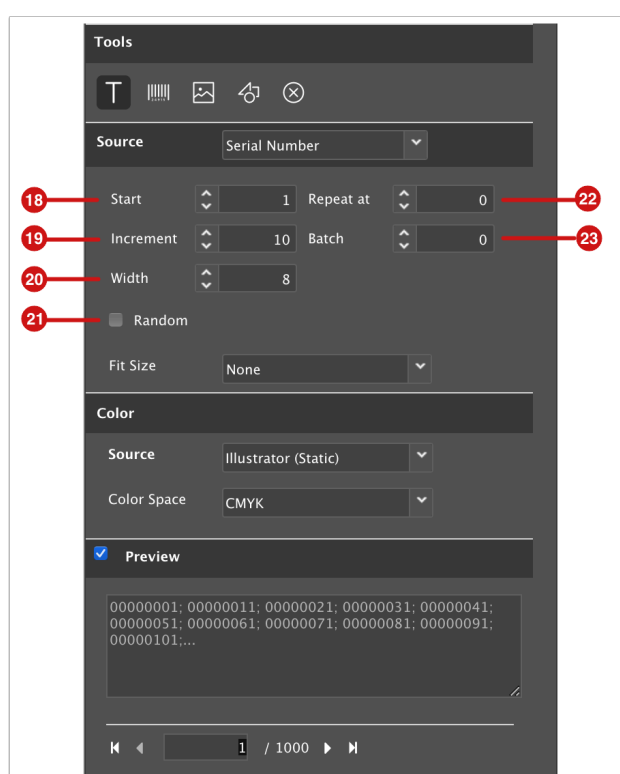 Tools
Source Serial Number
18 Start 1 Repeat at 0 22
19 Increment 10 Batch 0 23
20 Width 8
21 Random
Fit Size None
Color
Source Illustrator (Static)
Color Space CMYK
Preview
00000001; 00000011; 00000021; 00000031; 00000041;
00000051; 00000061; 00000071; 00000081; 00000091;
00000101;...
1 / 1000